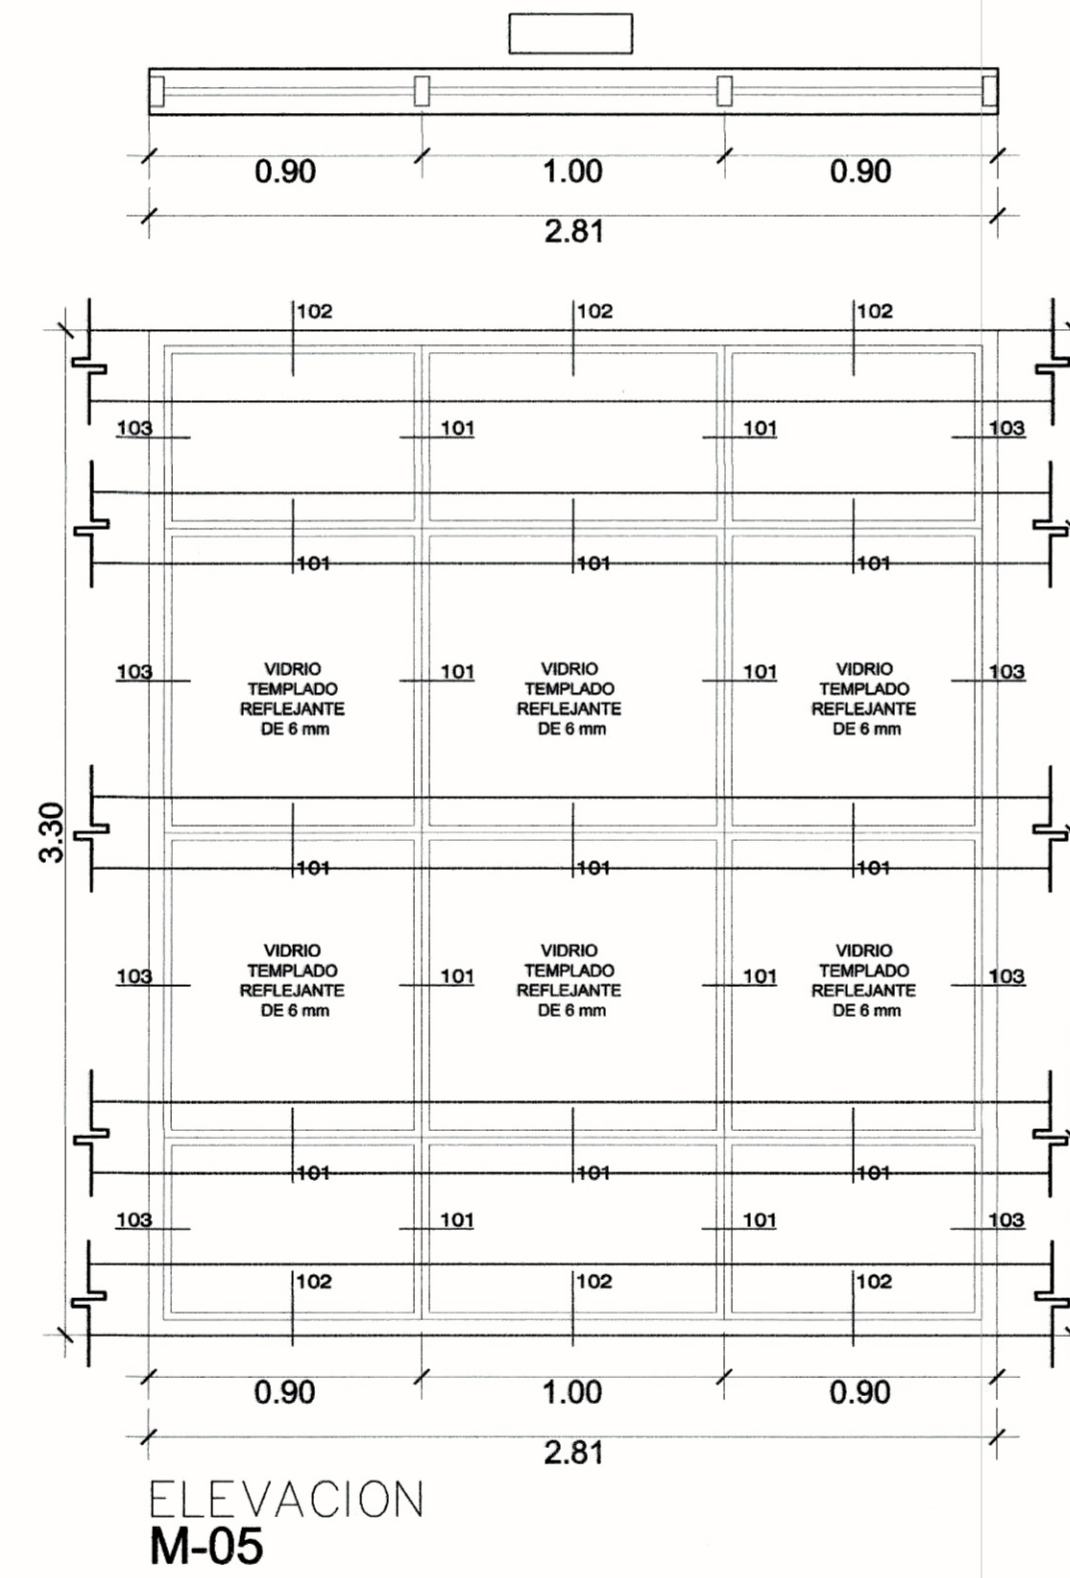 0.90 1.00 0.90
2.81
102 102 102
103 101 101 103
101 101 101
VIDRIO VIDRIO VIDRIO
103 TEMPLADO 101 TEMPLADO 101 TEMPLADO 103
REFLEJANTE REFLEJANTE REFLEJANTE
DE 6 mm DE 6 mm DE 6 mm
3.30
101 101 101
VIDRIO VIDRIO VIDRIO
103 TEMPLADO 101 TEMPLADO 101 TEMPLADO 103
REFLEJANTE REFLEJANTE REFLEJANTE
DE 6 mm DE 6 mm DE 6 mm
101 101 101
103 101 101 103
102 102 102
0.90 1.00 0.90
2.81
ELEVACION
M-05